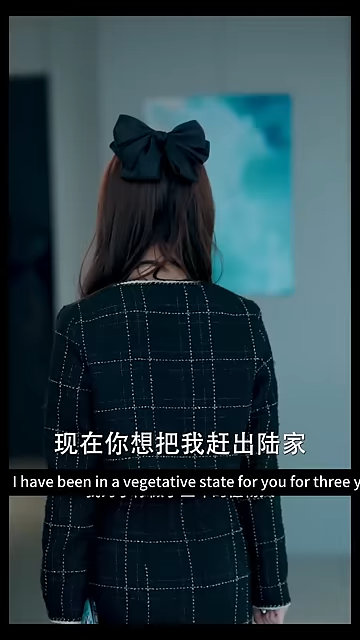 现在你想把我赶出陆家
I have been in a vegetative state for you for three y